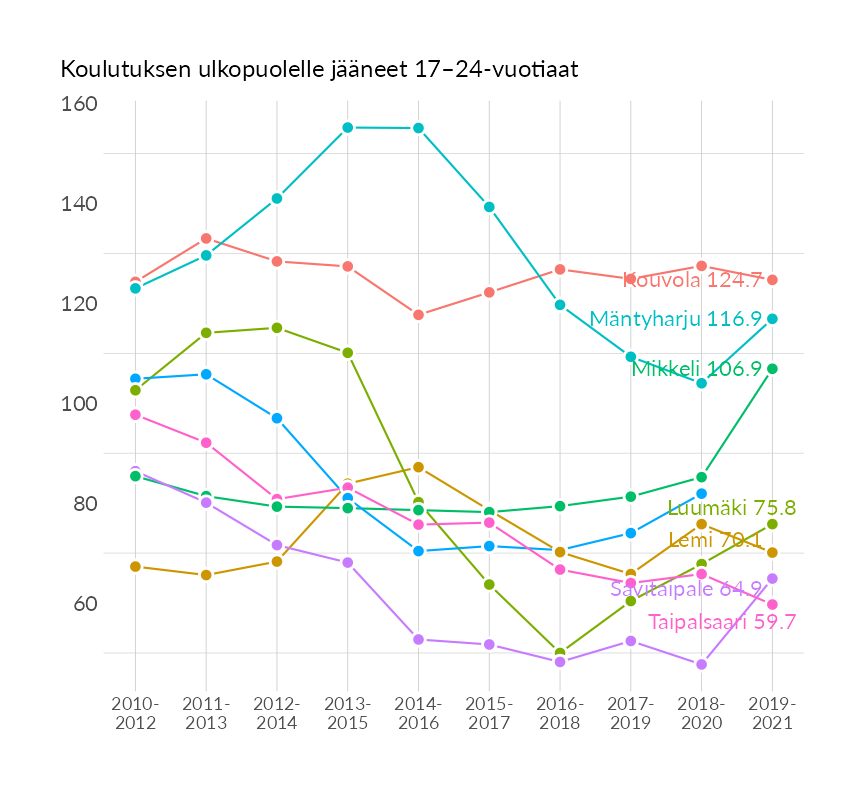 Koulutuksen ulkopuolelle jääneet 17–24-vuotiaat
160
140
120
100
80
60
Kouvola 124.7
Mäntyharju 116.9
Mikkeli 106.9
Luumäki 75.8
Lemi 70.1
Savitaipale 64.9
Taipalsaari 59.7
2010- 2011- 2012- 2013- 2014- 2015- 2016- 2017- 2018- 2019-
2012 2013 2014 2015 2016 2017 2018 2019 2020 2021